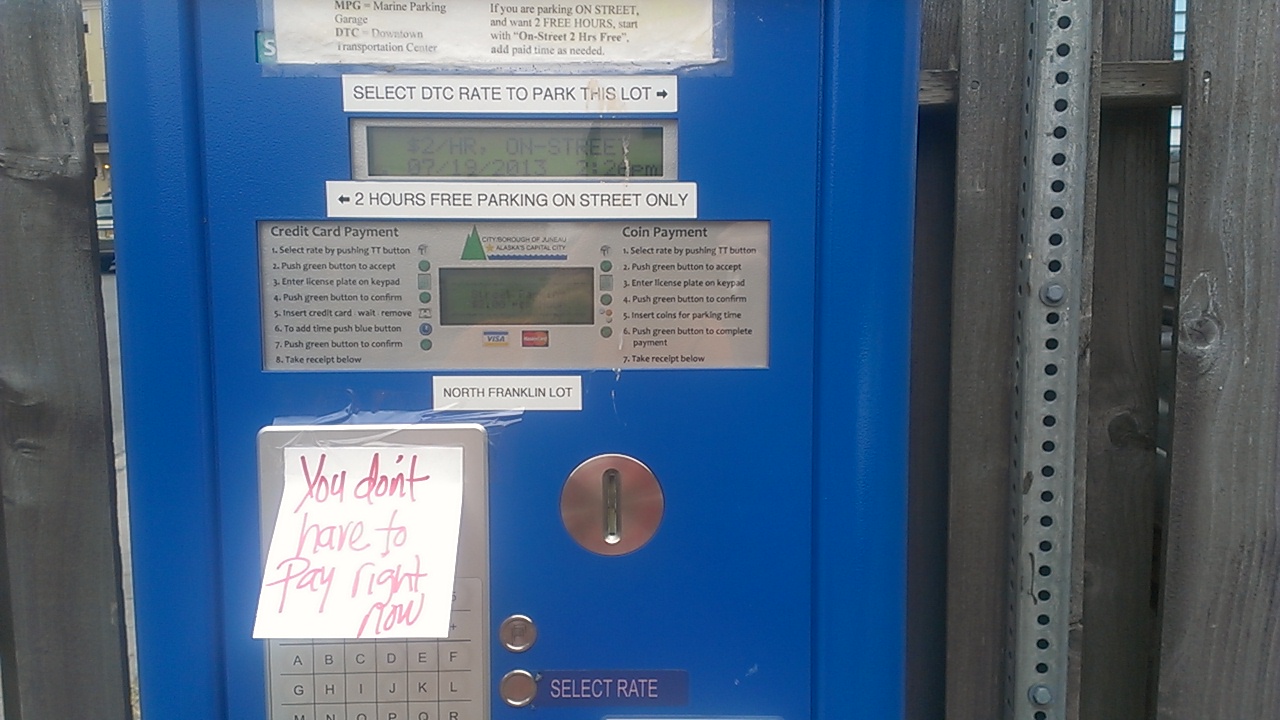 MPG = Marine Parking
Garage
DTC = Downtown
Transportation Center
If you are parking ON STREET,
and want 2 FREE HOURS, start
with "On-Street 2 Hrs Free",
add paid time as needed.
S
SELECT DTC RATE TO PARK THIS LOT ➡
$2/HR, ON-STREET
07/19/2013 2:26pm
⬅ 2 HOURS FREE PARKING ON STREET ONLY
Credit Card Payment
1. Select rate by pushing TT button
2. Push green button to accept
3. Enter license plate on keypad
4. Push green button to confirm
5. Insert credit card - wait - remove
6. To add time push blue button
7. Push green button to confirm
8. Take receipt below
CITY/BOROUGH OF JUNEAU
ALASKA'S CAPITAL CITY
VISA
MasterCard
Coin Payment
1. Select rate by pushing TT button
2. Push green button to accept
3. Enter license plate on keypad
4. Push green button to confirm
5. Insert coins for parking time
6. Push green button to complete
payment
7. Take receipt below
NORTH FRANKLIN LOT
You don't
have to
Pay right
now
+
A B C D E F
G H I J K L
M N O P Q R
SELECT RATE